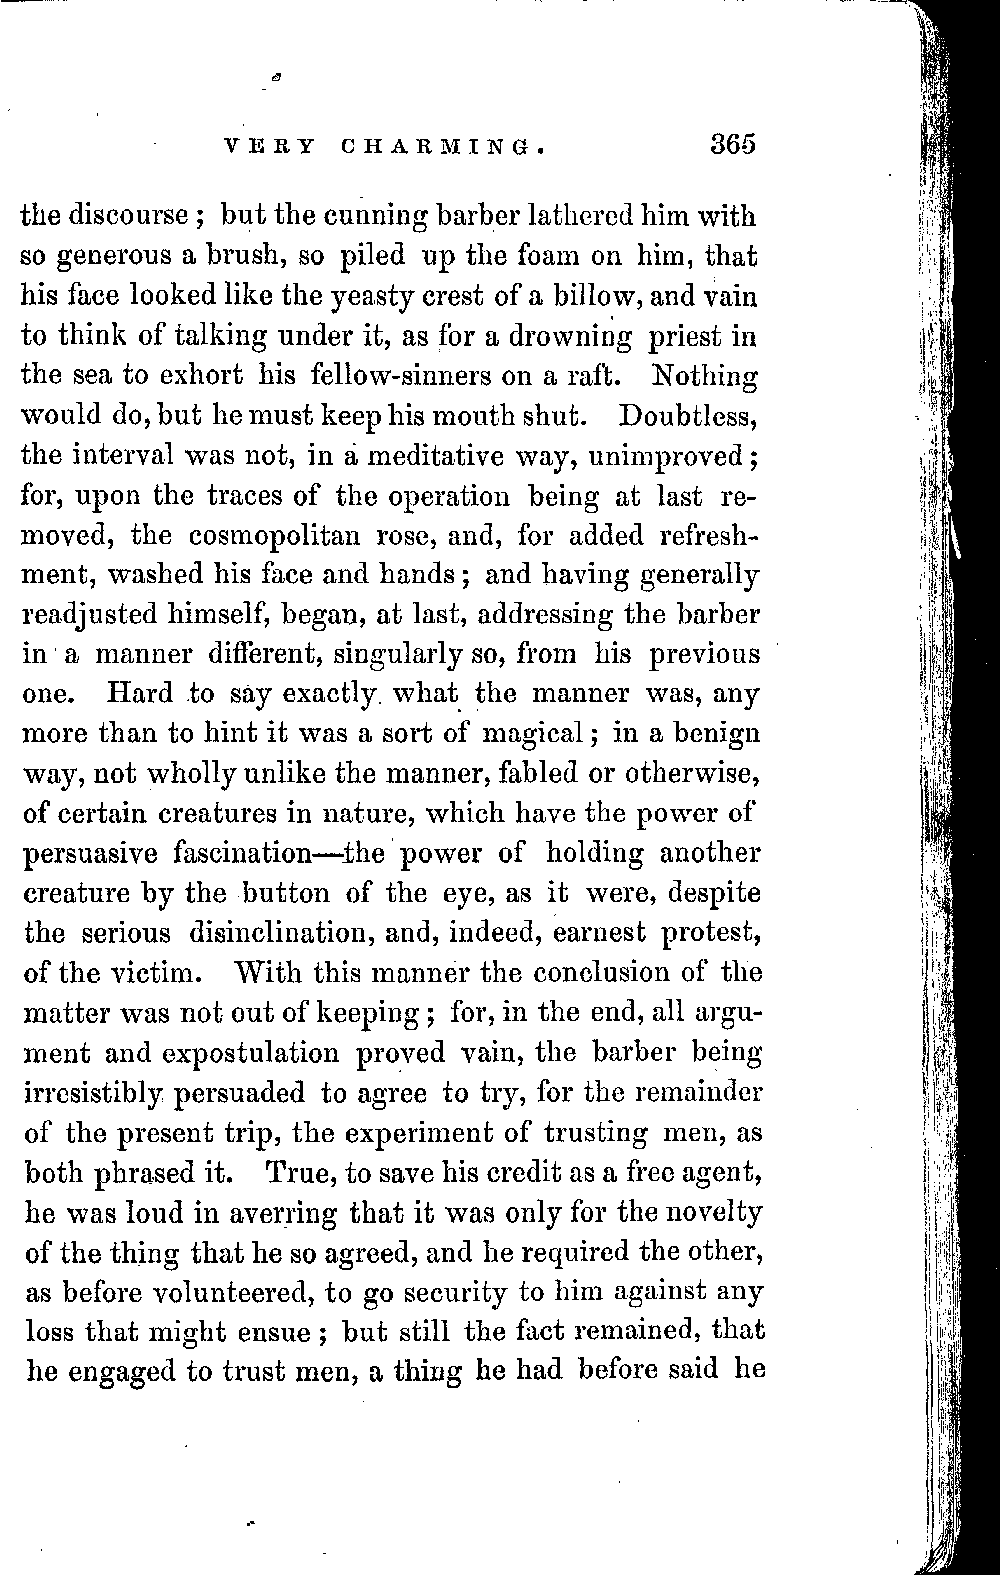 VERY CHARMING. 365
the discourse ; but the cunning barber lathered him with
so generous a brush, so piled up the foam on him, that
his face looked like the yeasty crest of a billow, and vain
to think of talking under it, as for a drowning priest in
the sea to exhort his fellow-sinners on a raft. Nothing
would do, but he must keep his mouth shut. Doubtless,
the interval was not, in a meditative way, unimproved ;
for, upon the traces of the operation being at last re-
moved, the cosmopolitan rose, and, for added refresh-
ment, washed his face and hands ; and having generally
readjusted himself, began, at last, addressing the barber
in a manner different, singularly so, from his previous
one. Hard to say exactly what the manner was, any
more than to hint it was a sort of magical ; in a benign
way, not wholly unlike the manner, fabled or otherwise,
of certain creatures in nature, which have the power of
persuasive fascination—the power of holding another
creature by the button of the eye, as it were, despite
the serious disinclination, and, indeed, earnest protest,
of the victim. With this manner the conclusion of the
matter was not out of keeping ; for, in the end, all argu-
ment and expostulation proved vain, the barber being
irresistibly persuaded to agree to try, for the remainder
of the present trip, the experiment of trusting men, as
both phrased it. True, to save his credit as a free agent,
he was loud in averring that it was only for the novelty
of the thing that he so agreed, and he required the other,
as before volunteered, to go security to him against any
loss that might ensue ; but still the fact remained, that
he engaged to trust men, a thing he had before said he